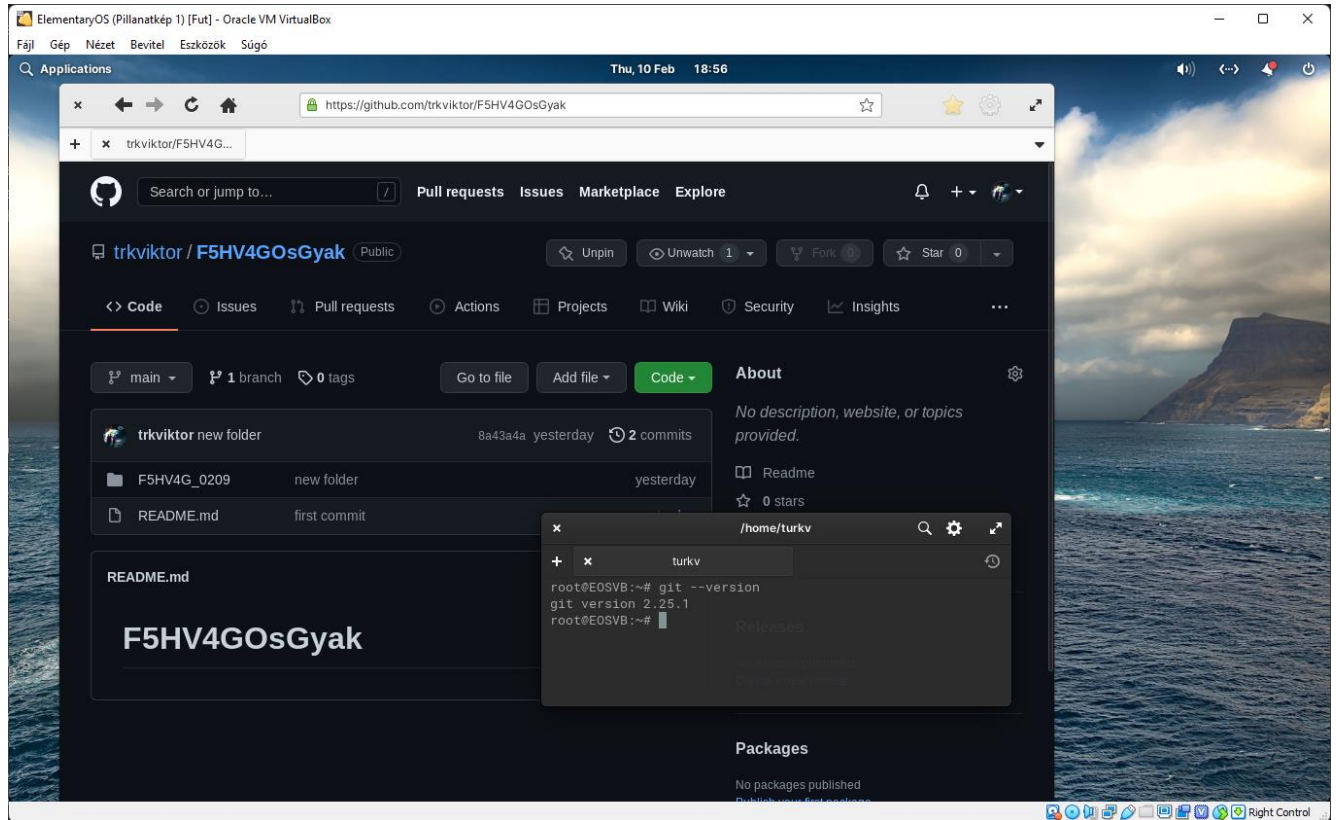 ElementaryOS (Pillanatkép 1) [Fut] - Oracle VM VirtualBox
Fájl Gép Nézet Bevitel Eszközök Súgó
Applications Thu, 10 Feb 18:56
https://github.com/trkviktor/F5HV4GOsGyak
trkviktor/F5HV4G...
Search or jump to... / Pull requests Issues Marketplace Explore
trkviktor / F5HV4GOsGyak Public Unpin Unwatch 1 Fork 0 Star 0
Code Issues Pull requests Actions Projects Wiki Security Insights
main 1 branch 0 tags Go to file Add file Code About
No description, website, or topics
provided.
trkviktor new folder 8a43a4a yesterday 2 commits
F5HV4G_0209 new folder yesterday Readme
0 stars
README.md first commit
/home/turkv
turkv
README.md
root@EOSVB:~# git --version
git version 2.25.1
root@EOSVB:~#
Releases
F5HV4GOsGyak
Packages
No packages published
Publish your first package
Right Control